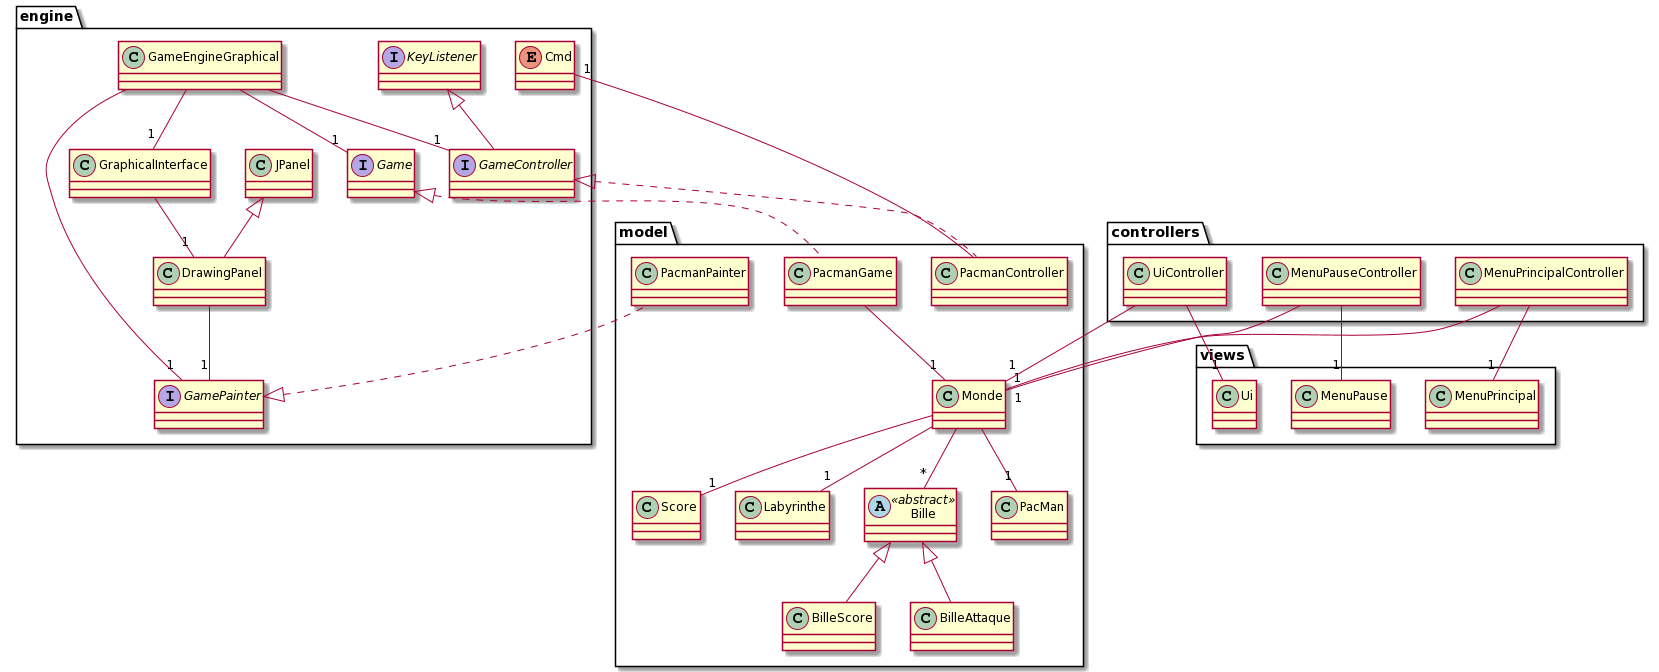 engine
C GameEngineGraphical
I KeyListener
E Cmd
1
1
1
1
C GraphicalInterface
C JPanel
I Game
I GameController
model
controllers
1
C DrawingPanel
C PacmanPainter
C PacmanGame
C PacmanController
C UiController
C MenuPauseController
C MenuPrincipalController
views
1
1
1
1
1
1
1
1
1
I GamePainter
C Monde
C Ui
C MenuPause
C MenuPrincipal
1
1
*
1
C Score
C Labyrinthe
A «abstract»
Bille
C PacMan
C BilleScore
C BilleAttaque